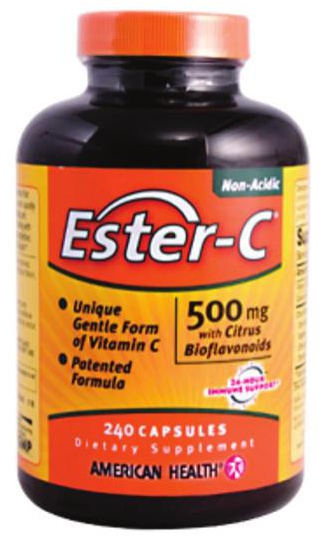 Non-Acidic
Ester-C®
• Unique
Gentle Form
of Vitamin C
• Patented
Formula
500 mg
with Citrus
Bioflavonoids
24-HOUR
IMMUNE SUPPORT*
240 CAPSULES
Dietary Supplement
AMERICAN HEALTH®